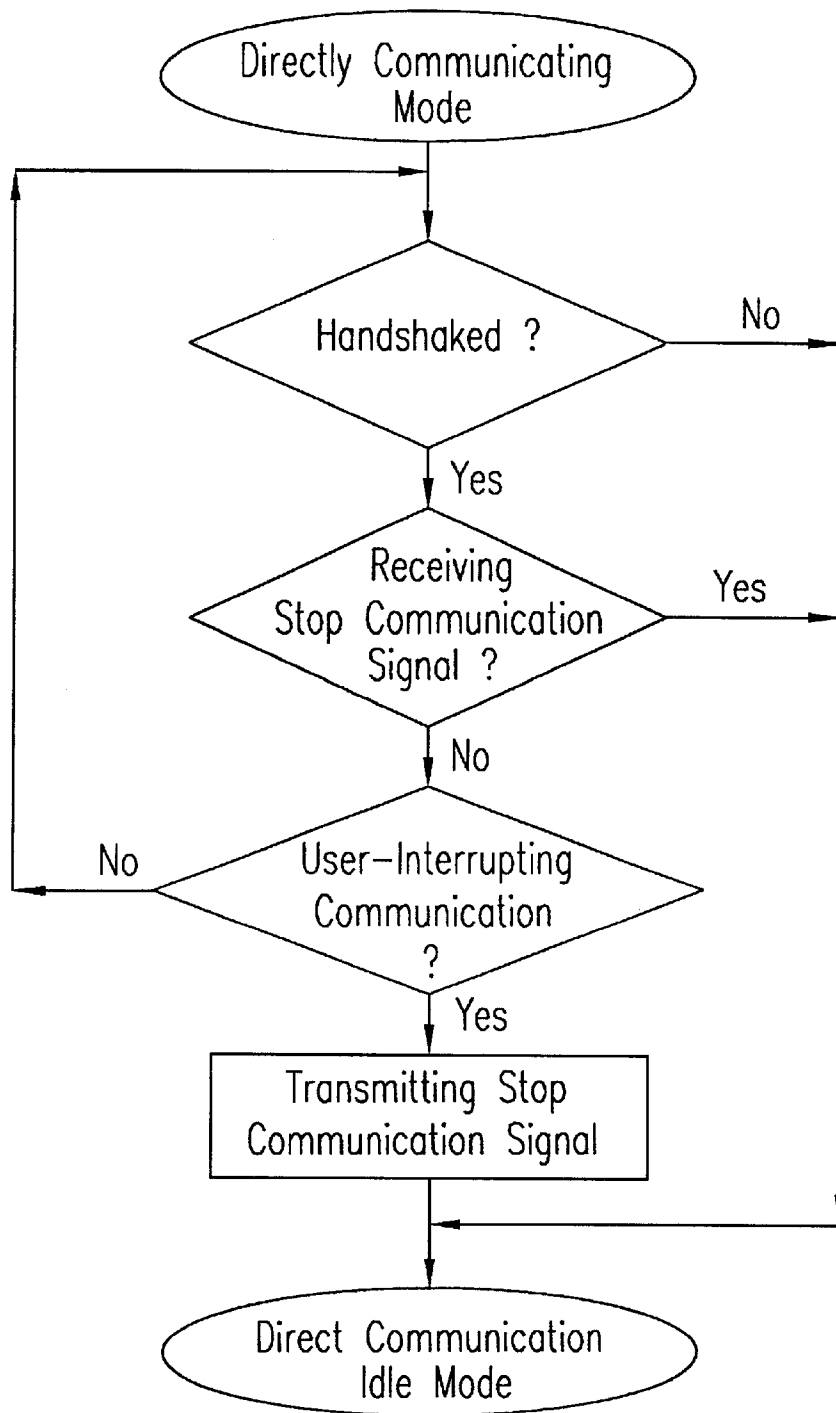 Directly Communicating
Mode
Handshaked ?
No
Yes
Receiving
Stop Communication
Signal ?
Yes
No
User-Interrupting
Communication
?
No
Yes
Transmitting Stop
Communication Signal
Direct Communication
Idle Mode